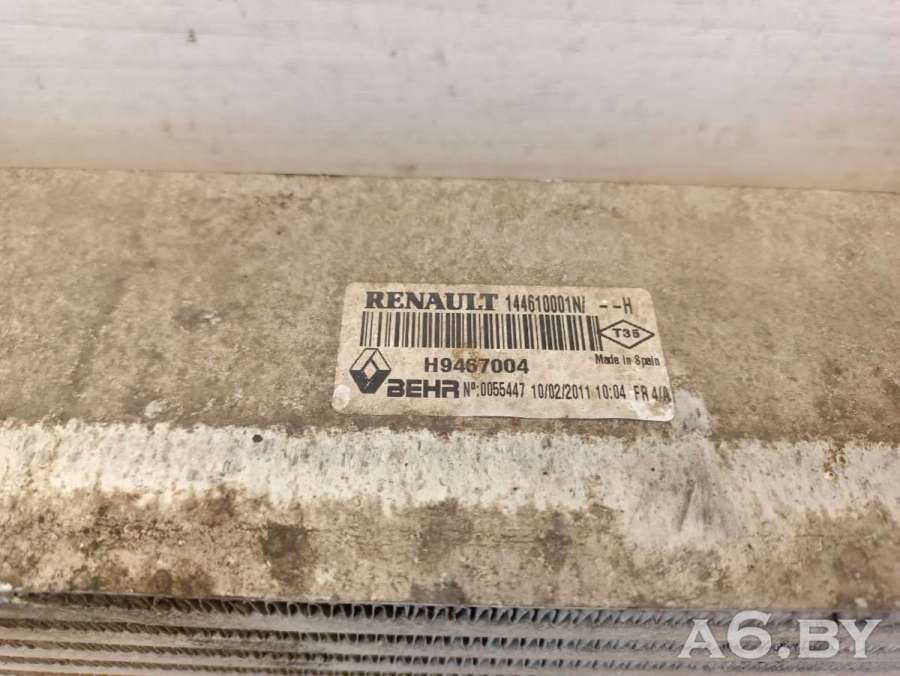 RENAULT 144610001N/ --H
T35
Made in Spain
H9467004
BEHR Nº:0055447 10/02/2011 10:04 FR 4/A
A6.BY